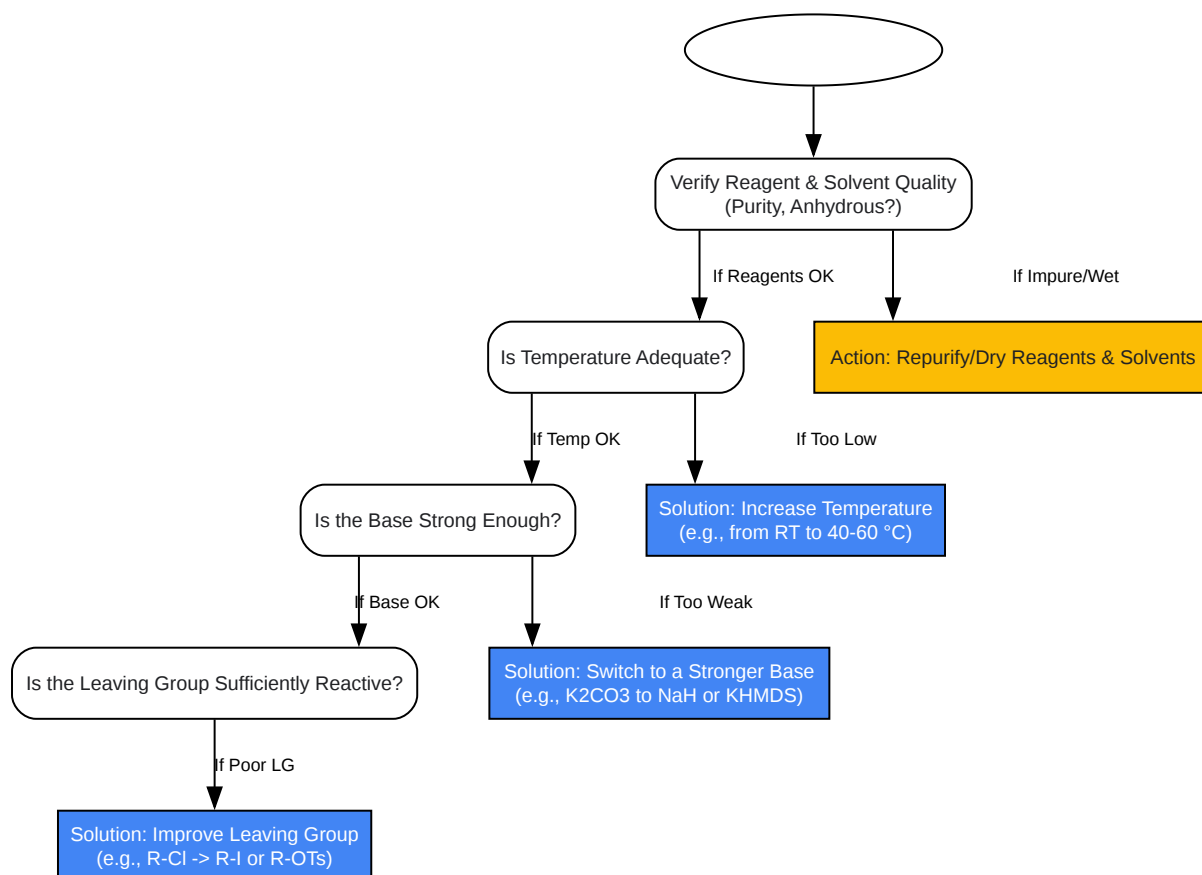 Verify Reagent & Solvent Quality
(Purity, Anhydrous?)
If Reagents OK
If Impure/Wet
Is Temperature Adequate?
Action: Repurify/Dry Reagents & Solvents
If Temp OK
If Too Low
Is the Base Strong Enough?
Solution: Increase Temperature
(e.g., from RT to 40-60 °C)
If Base OK
If Too Weak
Is the Leaving Group Sufficiently Reactive?
Solution: Switch to a Stronger Base
(e.g., K2CO3 to NaH or KHMDS)
If Poor LG
Solution: Improve Leaving Group
(e.g., R-Cl -> R-I or R-OTs)